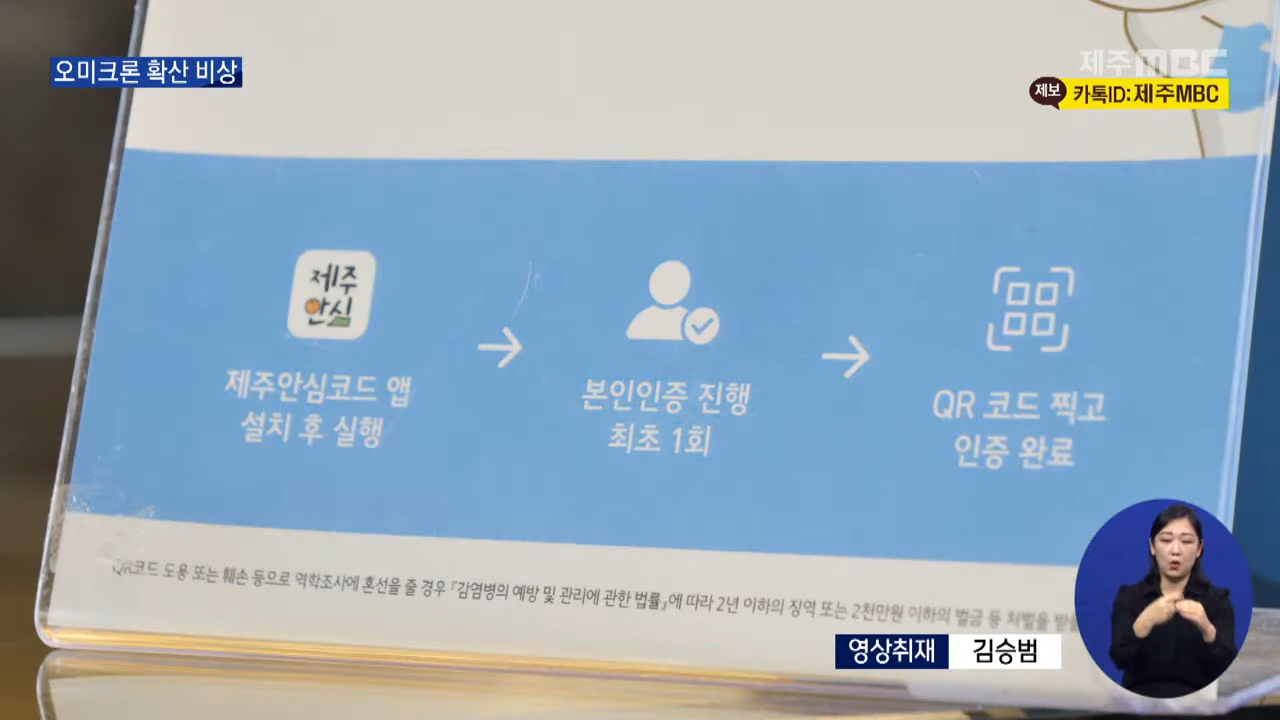 오미크론 확산 비상
제주MBC
제보
카톡ID:제주MBC
제주
안심
제주안심코드 앱
설치 후 실행
본인인증 진행
최초 1회
QR 코드 찍고
인증 완료
QR코드 도용 또는 훼손 등으로 역학조사에 혼선을 줄 경우 『감염병의 예방 및 관리에 관한 법률』에 따라 2년 이하의 징역 또는 2천만원 이하의 벌금 등 처벌을
영상취재 김승범